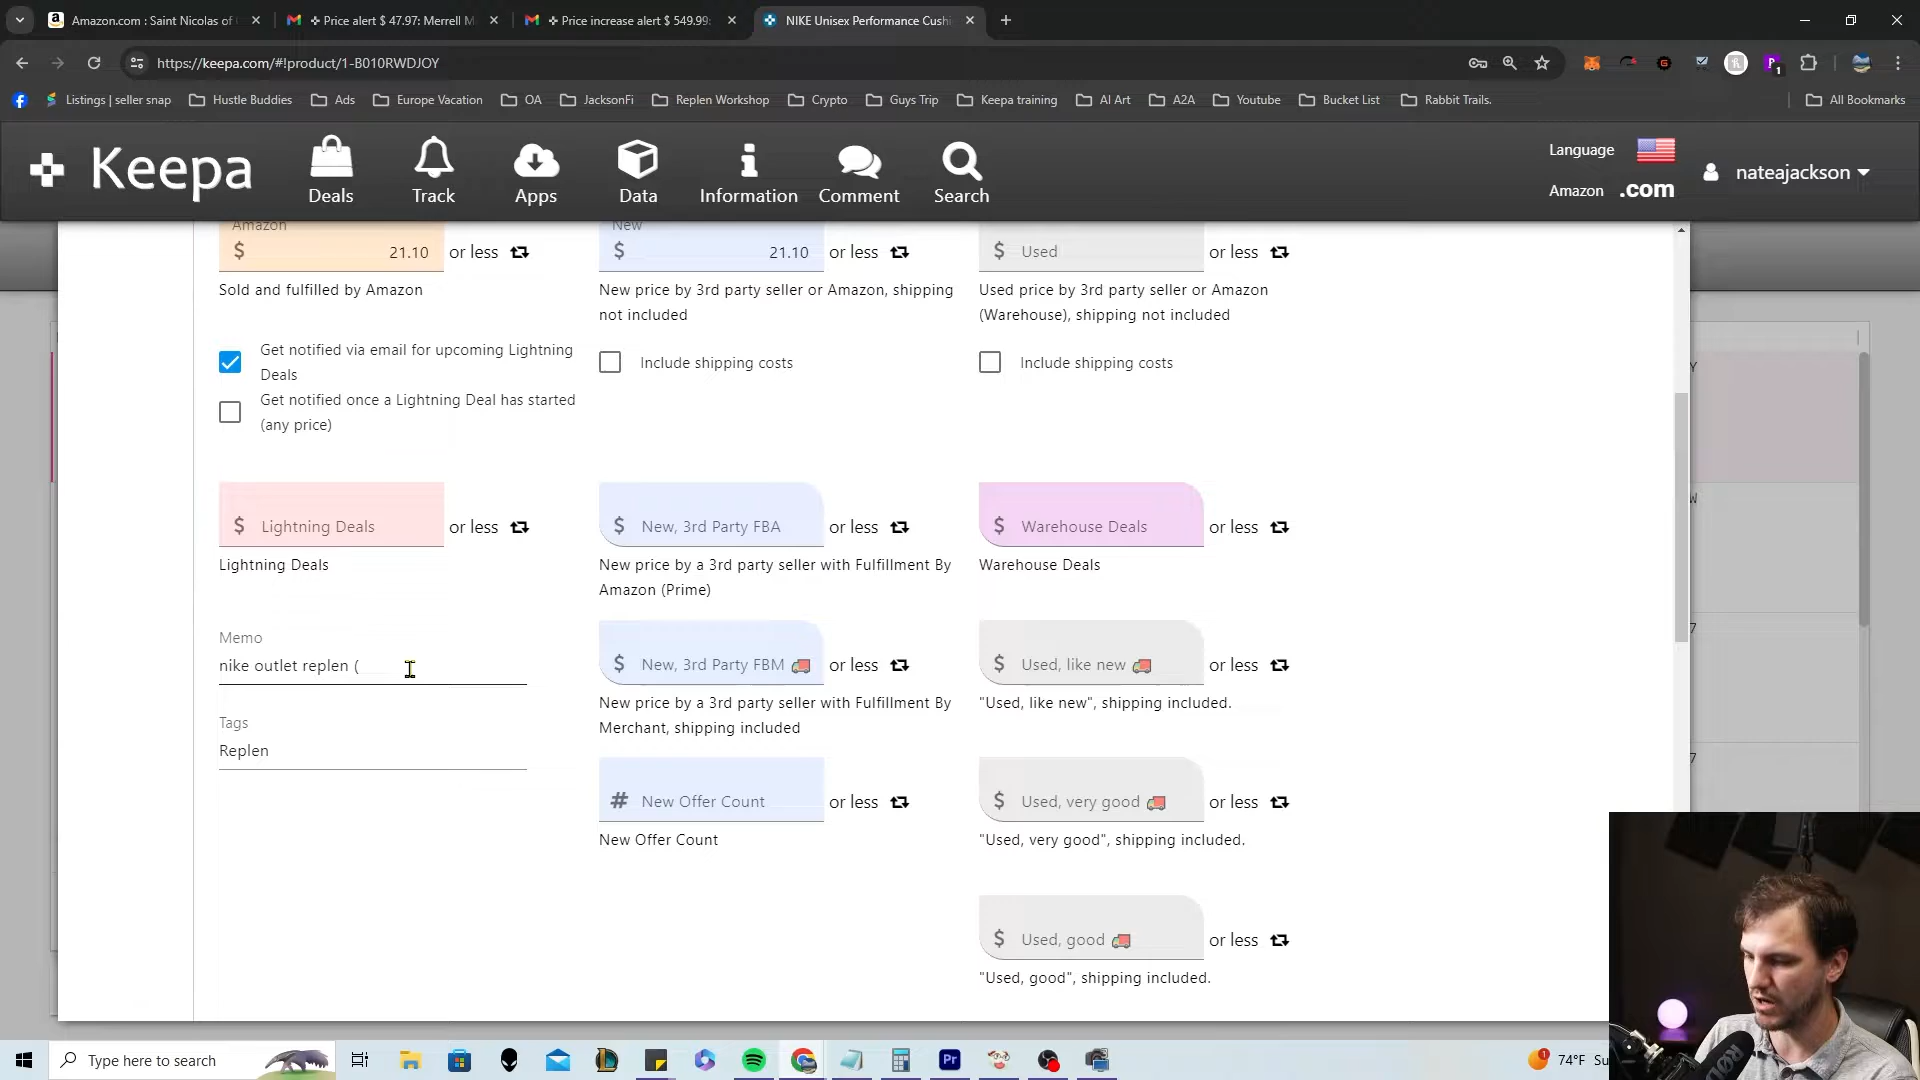 Amazon.com : Saint Nicolas of
Price alert $ 47.97: Merrell M
Price increase alert $ 549.99:
NIKE Unisex Performance Cushi
https://keepa.com/#!product/1-B010RWDJOY
Listings | seller snap
Hustle Buddies
Ads
Europe Vacation
OA
JacksonFi
Replen Workshop
Crypto
Guys Trip
Keepa training
AI Art
A2A
Youtube
Bucket List
Rabbit Trails.
All Bookmarks
Keepa
Deals
Track
Apps
Data
Information
Comment
Search
Language
Amazon .com
nateajackson
Amazon
New
$ 21.10 or less
$ 21.10 or less
$ Used or less
Sold and fulfilled by Amazon
New price by 3rd party seller or Amazon, shipping
not included
Used price by 3rd party seller or Amazon
(Warehouse), shipping not included
Get notified via email for upcoming Lightning
Deals
Include shipping costs
Include shipping costs
Get notified once a Lightning Deal has started
(any price)
$ Lightning Deals or less
$ New, 3rd Party FBA or less
$ Warehouse Deals or less
Lightning Deals
New price by a 3rd party seller with Fulfillment By
Amazon (Prime)
Warehouse Deals
Memo
nike outlet replen (
$ New, 3rd Party FBM or less
$ Used, like new or less
New price by a 3rd party seller with Fulfillment By
Merchant, shipping included
"Used, like new", shipping included.
Tags
Replen
# New Offer Count or less
$ Used, very good or less
New Offer Count
"Used, very good", shipping included.
$ Used, good or less
"Used, good", shipping included.
Y
W
7
7
Type here to search
Pr
1
74°F Su